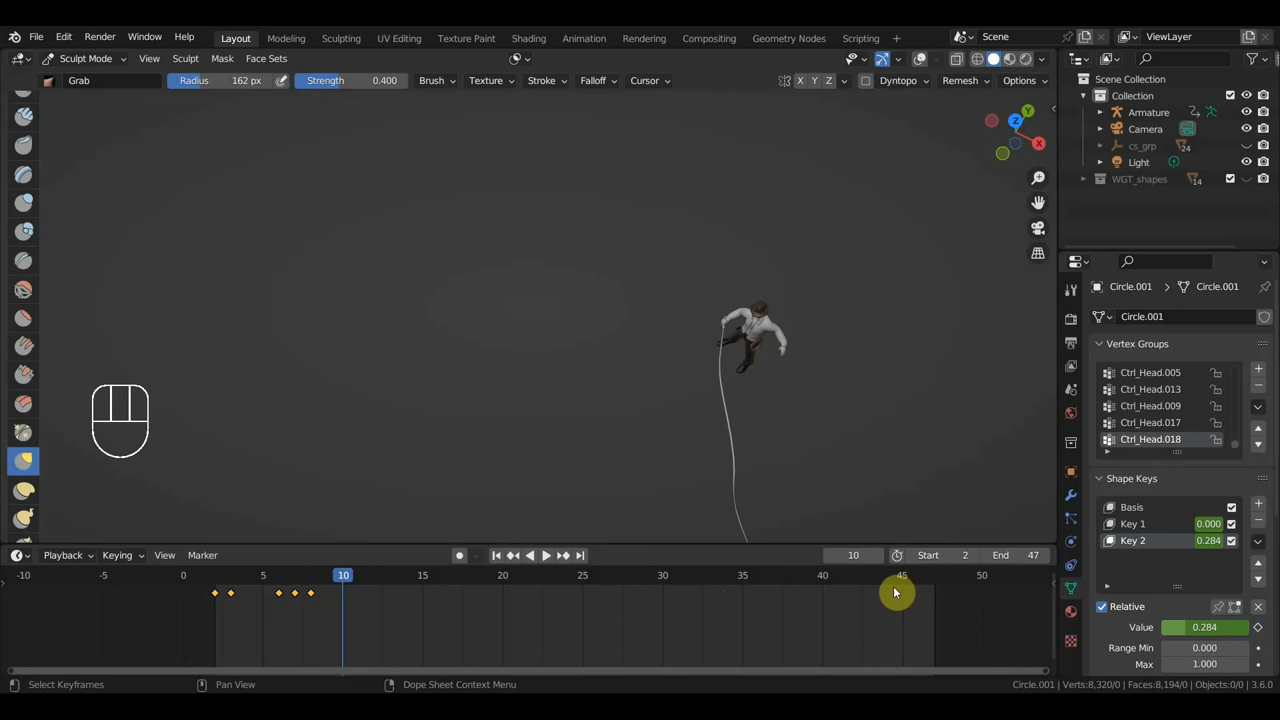 File Edit Render Window Help Layout Modeling Sculpting UV Editing Texture Paint Shading Animation Rendering Compositing Geometry Nodes Scripting Scene ViewLayer
Sculpt Mode View Sculpt Mask Face Sets
Grab Radius 162 px Strength 0.400 Brush Texture Stroke Falloff Cursor X Y Z Dyntopo Remesh Options
Scene Collection
Collection
Armature
Camera
cs_grp 24
Light
WGT_shapes 14
Y
Z
X
Circle.001 Circle.001
Circle.001
Vertex Groups
Ctrl_Head.005
Ctrl_Head.013
Ctrl_Head.009
Ctrl_Head.017
Ctrl_Head.018
Shape Keys
Basis
Key 1 0.000
Key 2 0.284
Relative
Value 0.284
Range Min 0.000
Max 1.000
Playback Keying View Marker 10 Start 2 End 47
-10 -5 0 5 10 15 20 25 30 35 40 45 50
Select Keyframes Pan View Dope Sheet Context Menu Circle.001 | Verts:8,320/0 | Faces:8,194/0 | Objects:0/0 | 3.6.0